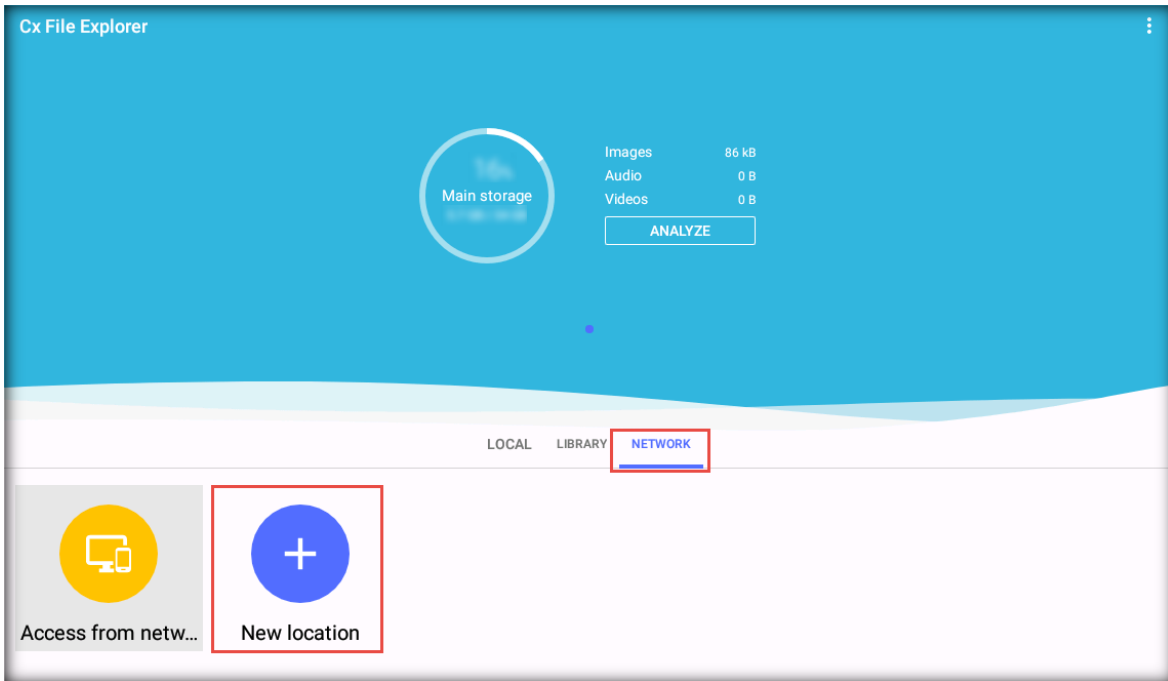 Cx File Explorer
Main storage
Images 86 kB
Audio 0 B
Videos 0 B
ANALYZE
LOCAL LIBRARY NETWORK
Access from netw...
New location